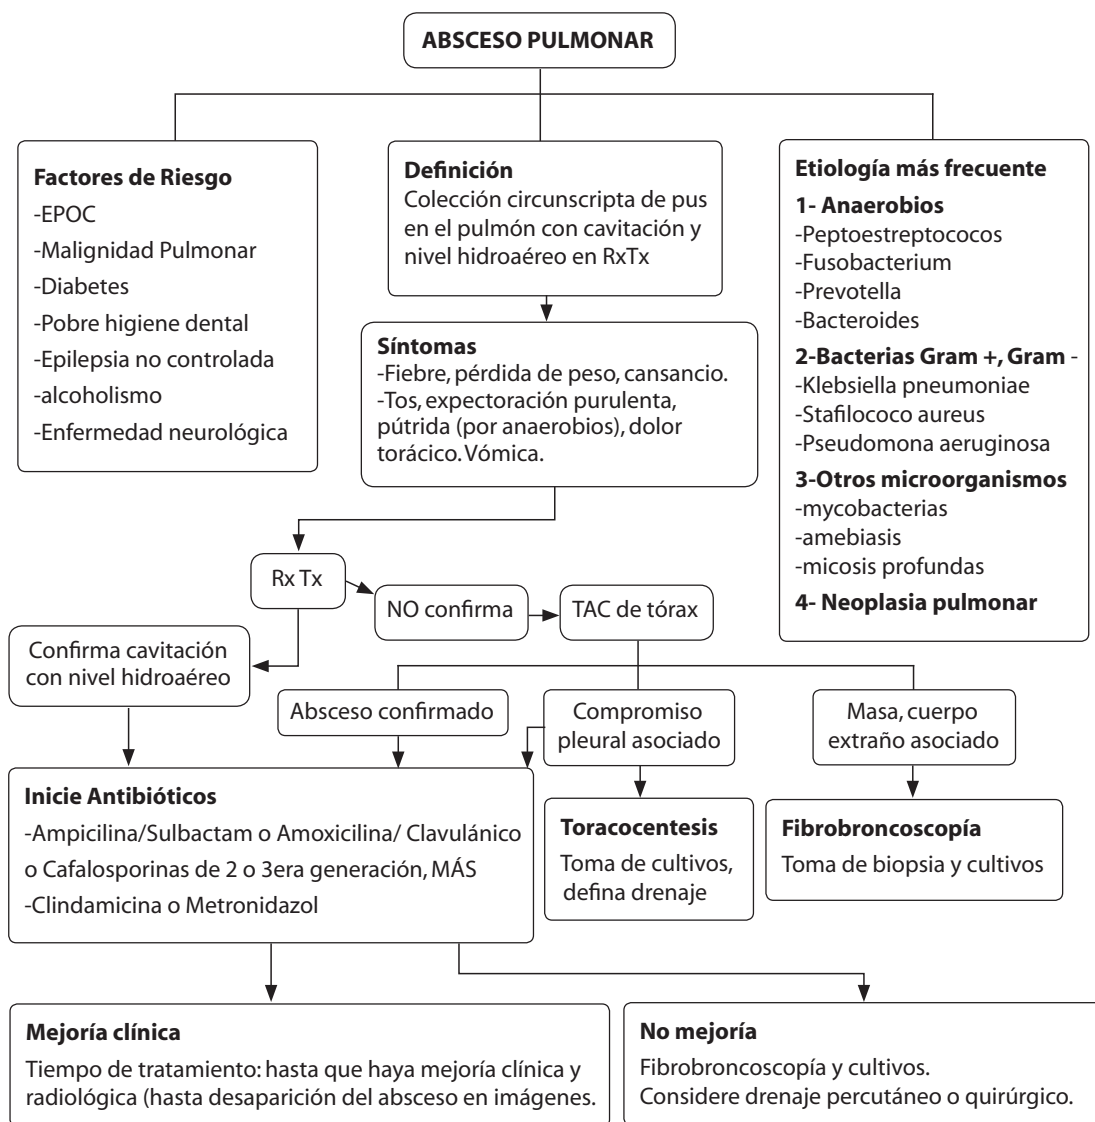 ABSCESO PULMONAR
Factores de Riesgo
-EPOC
-Malignidad Pulmonar
-Diabetes
-Pobre higiene dental
-Epilepsia no controlada
-alcoholismo
-Enfermedad neurológica
Definición
Colección circunscripta de pus
en el pulmón con cavitación y
nivel hidroaéreo en RxTx
Etiología más frecuente
1- Anaerobios
-Peptoestreptococos
-Fusobacterium
-Prevotella
-Bacteroides
2-Bacterias Gram +, Gram -
-Klebsiella pneumoniae
-Stafilococo aureus
-Pseudomona aeruginosa
3-Otros microorganismos
-mycobacterias
-amebiasis
-micosis profundas
4- Neoplasia pulmonar
Síntomas
-Fiebre, pérdida de peso, cansancio.
-Tos, expectoración purulenta,
pútrida (por anaerobios), dolor
torácico. Vómica.
Rx Tx
NO confirma
TAC de tórax
Confirma cavitación
con nivel hidroaéreo
Absceso confirmado
Compromiso
pleural asociado
Masa, cuerpo
extraño asociado
Inicie Antibióticos
-Ampicilina/Sulbactam o Amoxicilina/ Clavulánico
o Cafalosporinas de 2 o 3era generación, MÁS
-Clindamicina o Metronidazol
Toracocentesis
Toma de cultivos,
defina drenaje
Fibrobroncoscopía
Toma de biopsia y cultivos
Mejoría clínica
Tiempo de tratamiento: hasta que haya mejoría clínica y
radiológica (hasta desaparición del absceso en imágenes.
No mejoría
Fibrobroncoscopía y cultivos.
Considere drenaje percutáneo o quirúrgico.